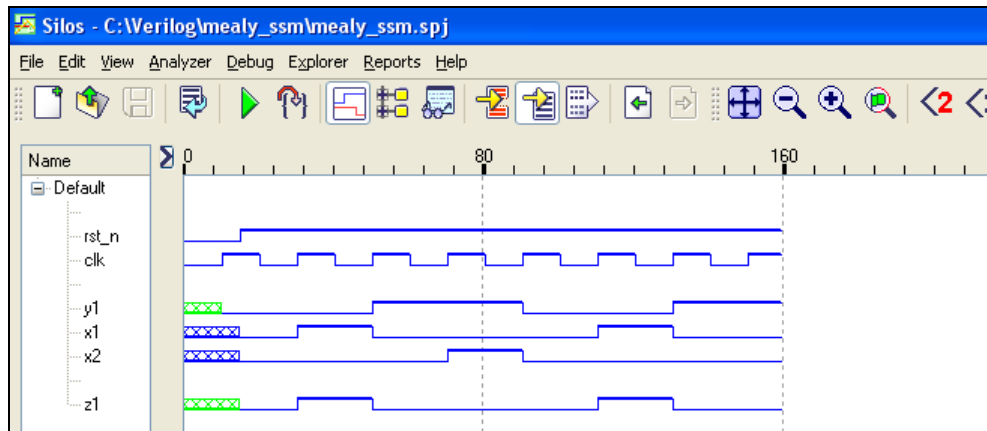 Silos - C:\Verilog\mealy_ssm\mealy_ssm.spj
File Edit View Analyzer Debug Explorer Reports Help
2
Name 0 80 160
Default
rst_n
clk
y1
x1
x2
z1